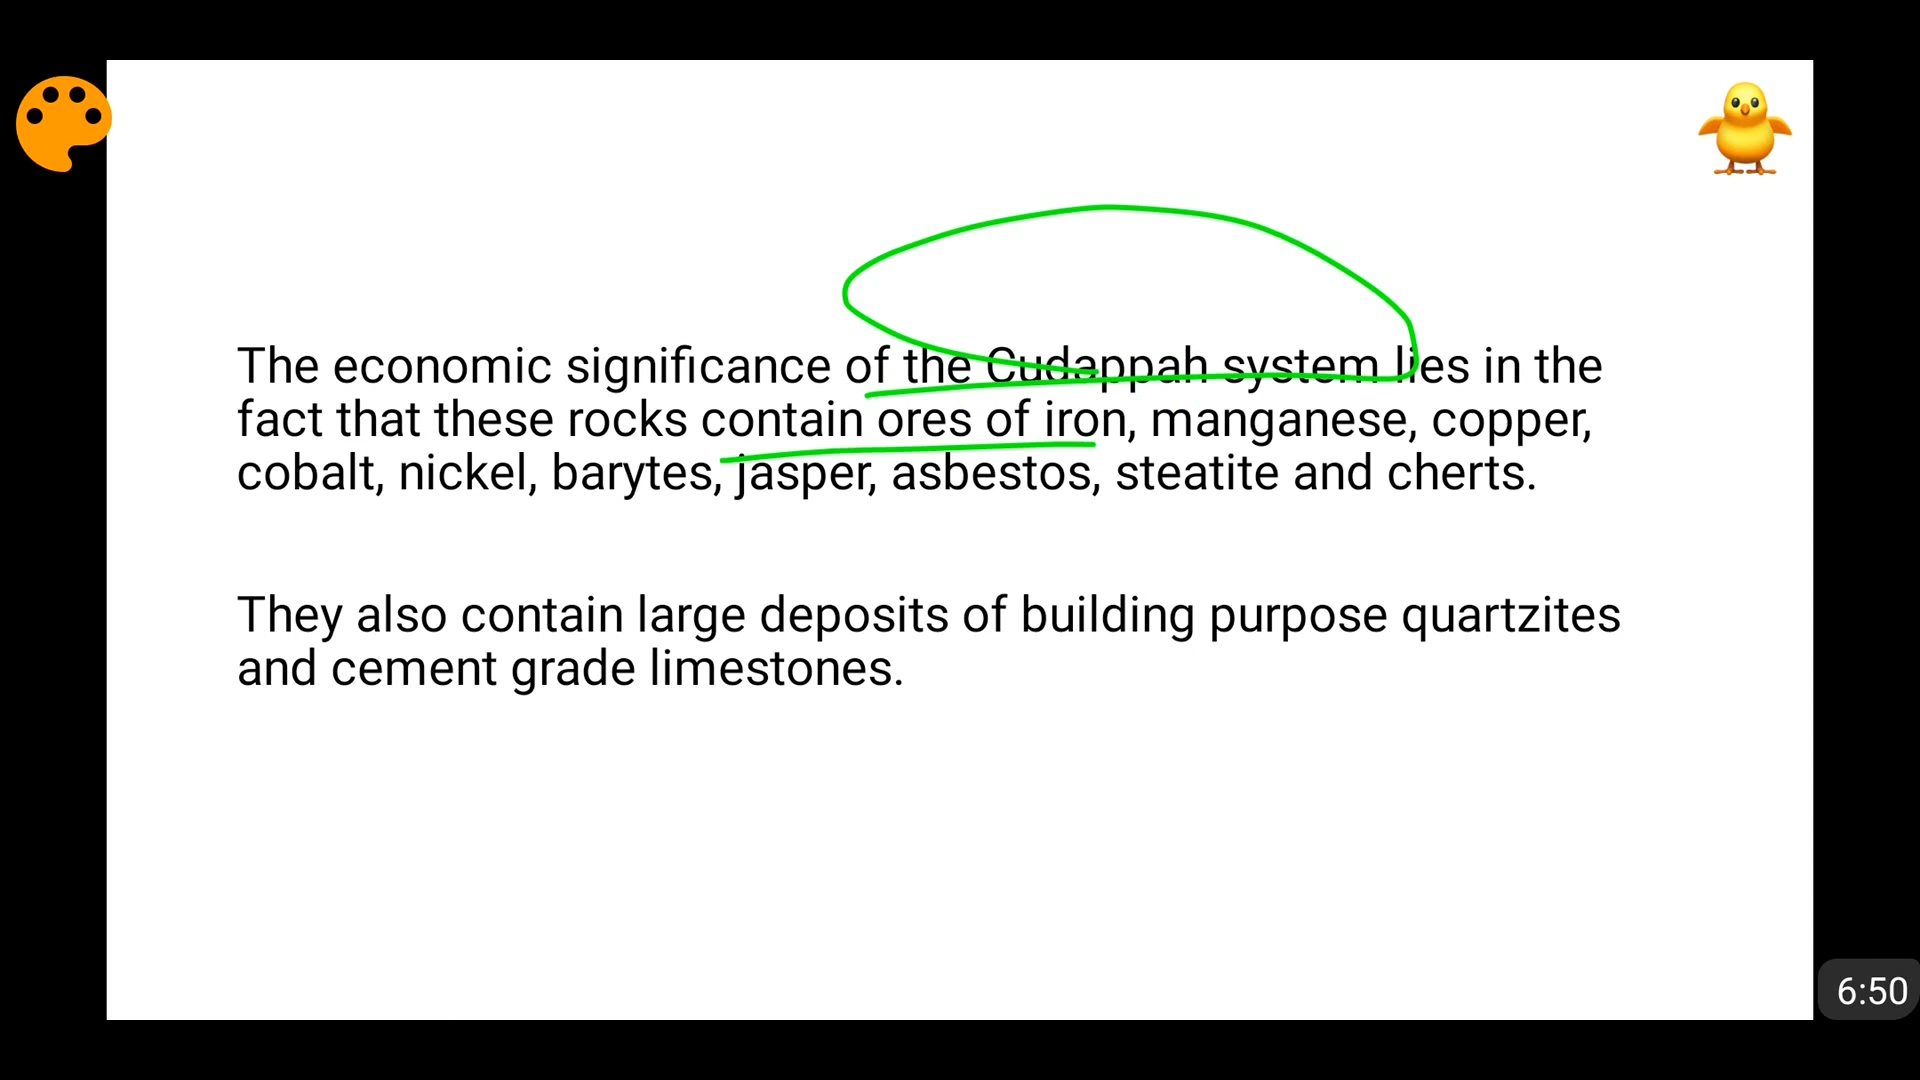 The economic significance of the Cudappah system lies in the
fact that these rocks contain ores of iron, manganese, copper,
cobalt, nickel, barytes, jasper, asbestos, steatite and cherts.
They also contain large deposits of building purpose quartzites
and cement grade limestones.
6:50